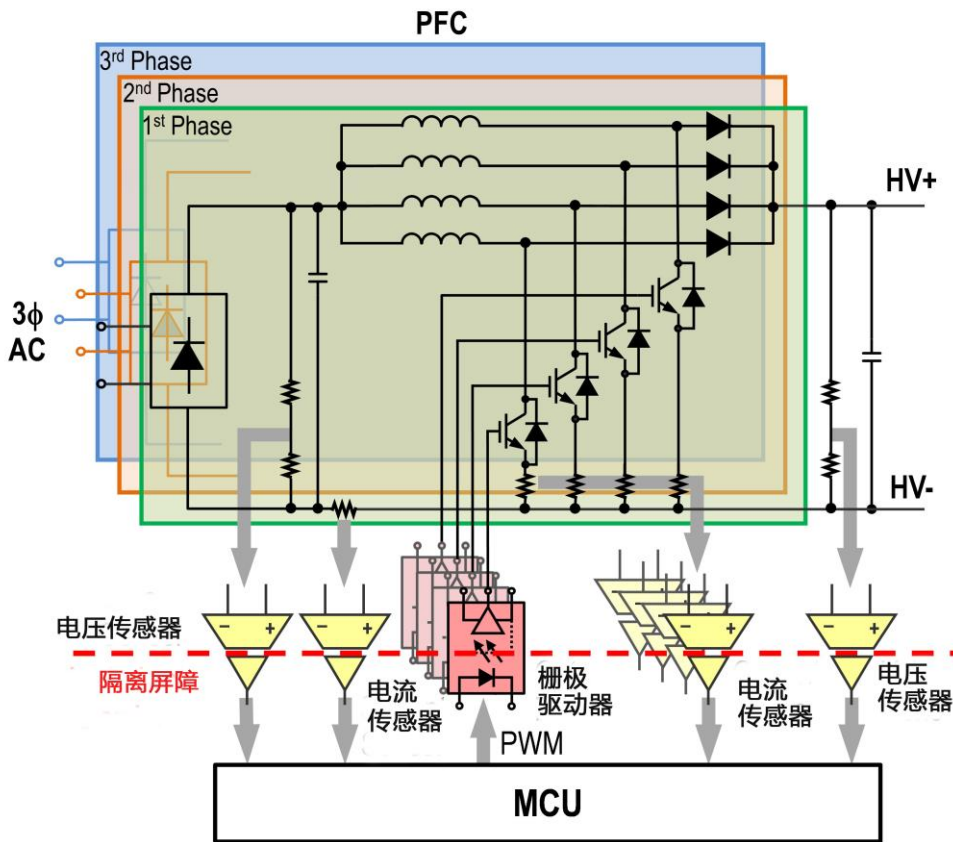 PFC
3rd Phase
2nd Phase
1st Phase
HV+
3ϕ
AC
HV-
− +
− +
− +
− +
电压传感器
隔离屏障
电流
传感器
栅极
驱动器
电流
传感器
电压
传感器
PWM
MCU